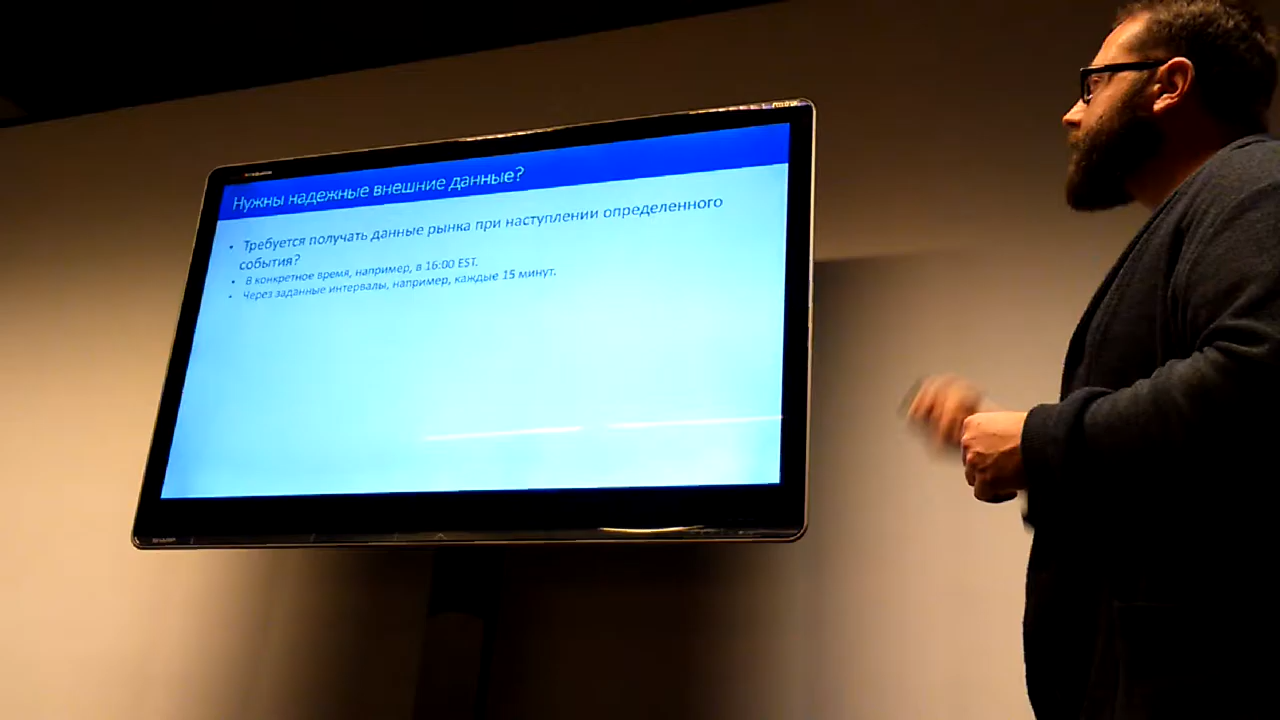 Нужны надежные внешние данные?
• Требуется получать данные рынка при наступлении определенного
события?
• В конкретное время, например, в 16:00 EST.
• Через заданные интервалы, например, каждые 15 минут.
SHARP